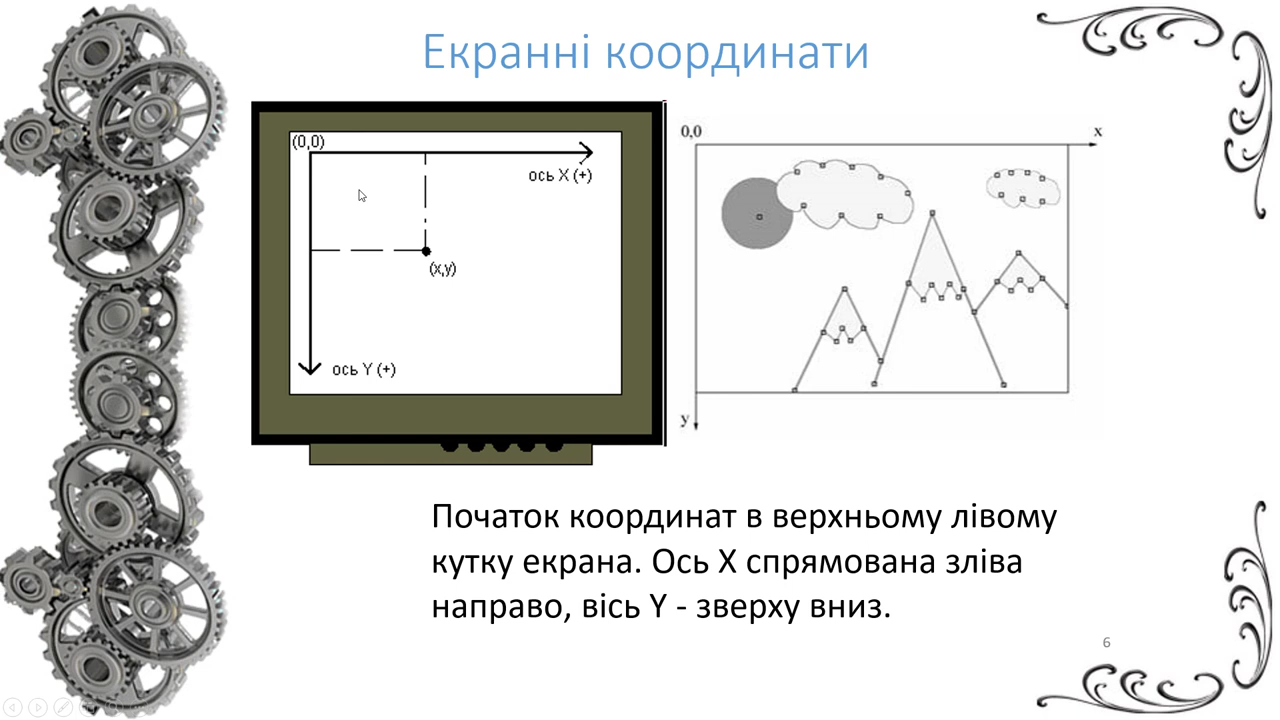 Екранні координати
(0,0)
ось X (+)
(x,y)
ось Y (+)
0,0
x
y
Початок координат в верхньому лівому
кутку екрана. Ось X спрямована зліва
направо, вісь Y - зверху вниз.
6